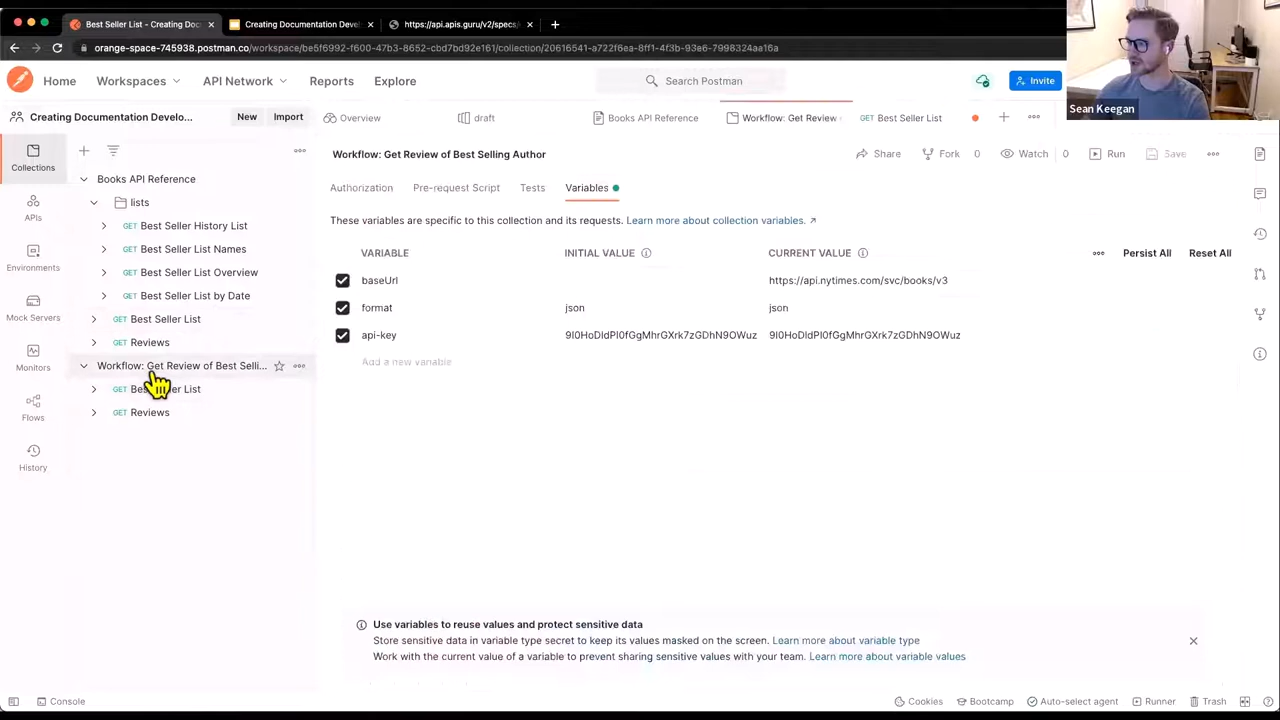 Best Seller List - Creating Doc
Creating Documentation Deve
https://api.apis.guru/v2/specs
orange-space-745938.postman.co/workspace/be5f6992-f600-47b3-8652-cbd7bd92e161/collection/20616541-a722f6ea-8ff1-4f3b-93e6-7998324aa16a
Sean Keegan
Home
Workspaces
API Network
Reports
Explore
Search Postman
Invite
Creating Documentation Develo...
New
Import
Overview
draft
Books API Reference
Workflow: Get Review
Best Seller List
Collections
APIs
Environments
Mock Servers
Monitors
Flows
History
Books API Reference
lists
GET Best Seller History List
GET Best Seller List Names
GET Best Seller List Overview
GET Best Seller List by Date
GET Best Seller List
GET Reviews
Workflow: Get Review of Best Selli...
GET Be er List
GET Reviews
Workflow: Get Review of Best Selling Author
Share
Fork 0
Watch 0
Run
Save
Authorization
Pre-request Script
Tests
Variables
These variables are specific to this collection and its requests. Learn more about collection variables.
VARIABLE INITIAL VALUE CURRENT VALUE Persist All Reset All
baseUrl https://api.nytimes.com/svc/books/v3
format json json
api-key 9I0HoDldPI0fGgMhrGXrk7zGDhN9OWuz 9I0HoDldPI0fGgMhrGXrk7zGDhN9OWuz
Add a new variable
Use variables to reuse values and protect sensitive data
Store sensitive data in variable type secret to keep its values masked on the screen. Learn more about variable type
Work with the current value of a variable to prevent sharing sensitive values with your team. Learn more about variable values
Console
Cookies
Bootcamp
Auto-select agent
Runner
Trash